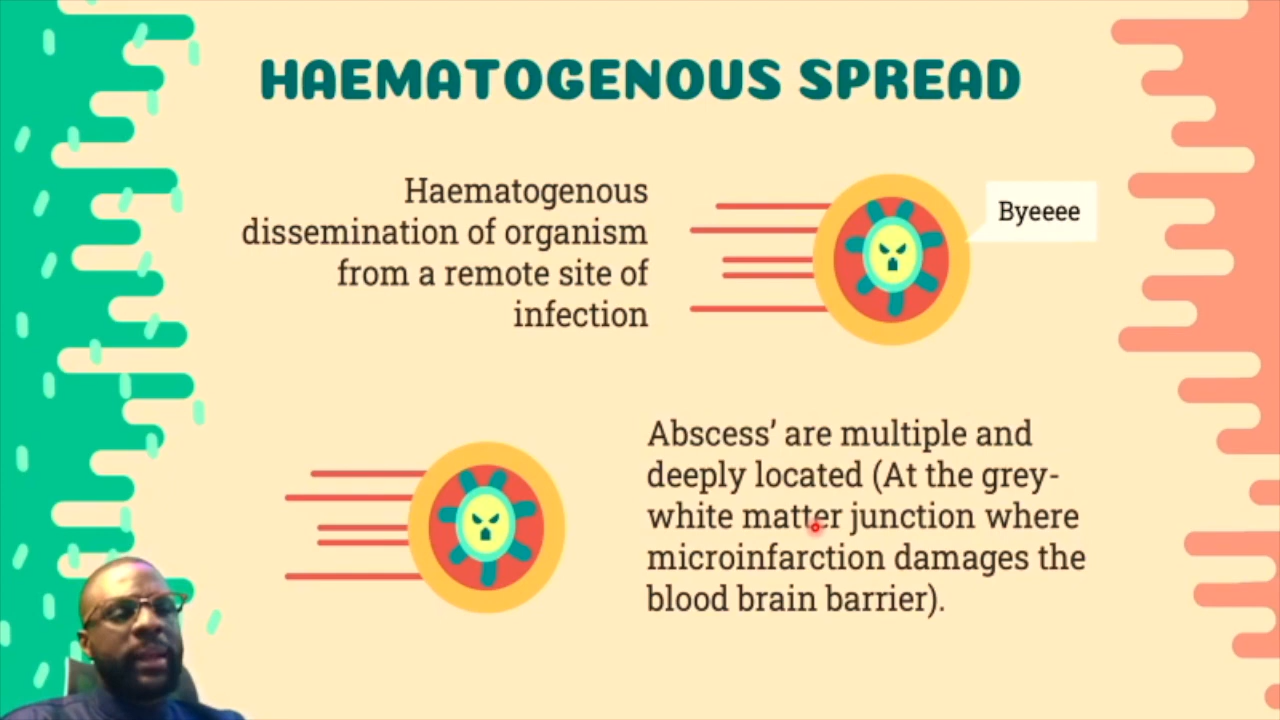 HAEMATOGENOUS SPREAD
Haematogenous
dissemination of organism
from a remote site of
infection
Byeeee
Abscess’ are multiple and
deeply located (At the grey-
white matter junction where
microinfarction damages the
blood brain barrier).